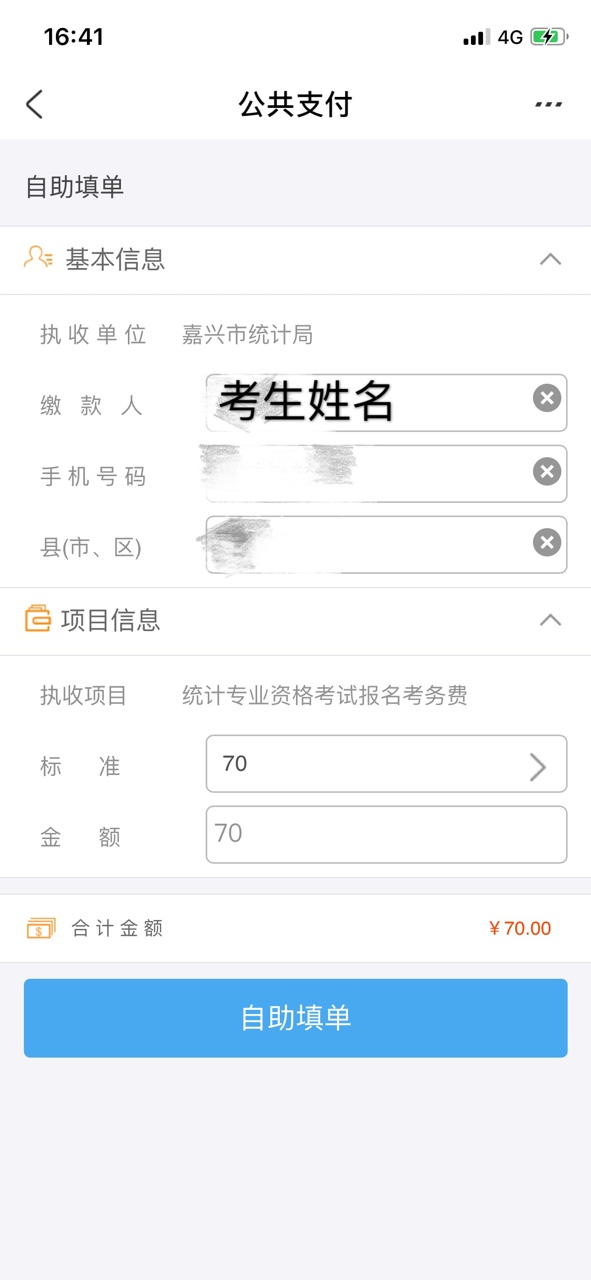 16:41
4G
公共支付
自助填单
基本信息
执收单位 嘉兴市统计局
缴款人 考生姓名
手机号码
县(市、区)
项目信息
执收项目 统计专业资格考试报名考务费
标准 70
金额 70
合计金额 ¥70.00
自助填单